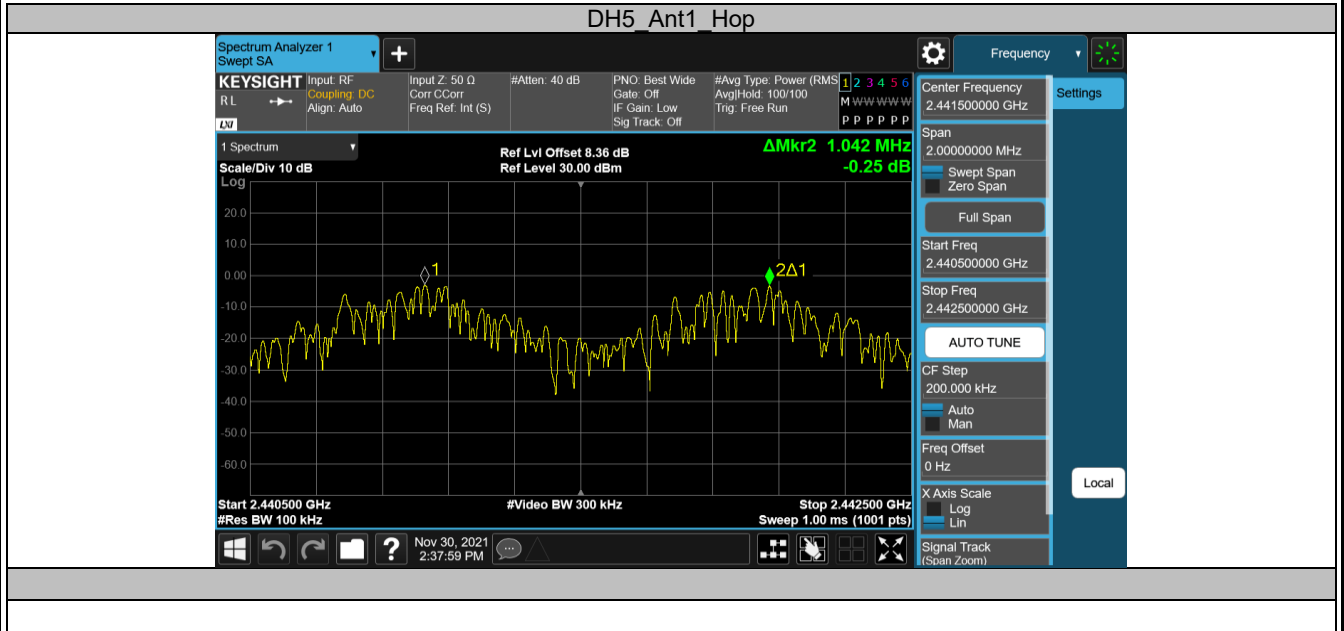 DH5_Ant1_Hop
Spectrum Analyzer 1
Swept SA
+
Frequency
KEYSIGHT
R L
LXI
Input: RF
Coupling: DC
Align: Auto
Input Z: 50 Ω
Corr CCorr
Freq Ref: Int (S)
#Atten: 40 dB
PNO: Best Wide
Gate: Off
IF Gain: Low
Sig Track: Off
#Avg Type: Power (RMS
Avg|Hold: 100/100
Trig: Free Run
1 2 3 4 5 6
M W W W W W
P P P P P P
1 Spectrum
Scale/Div 10 dB
Ref Lvl Offset 8.36 dB
Ref Level 30.00 dBm
ΔMkr2 1.042 MHz
-0.25 dB
Log
20.0
10.0
0.00
-10.0
-20.0
-30.0
-40.0
-50.0
-60.0
1
2Δ1
Start 2.440500 GHz
#Res BW 100 kHz
#Video BW 300 kHz
Stop 2.442500 GHz
Sweep 1.00 ms (1001 pts)
?
Nov 30, 2021
2:37:59 PM
Center Frequency
2.441500000 GHz
Span
2.00000000 MHz
Swept Span
Zero Span
Full Span
Start Freq
2.440500000 GHz
Stop Freq
2.442500000 GHz
AUTO TUNE
CF Step
200.000 kHz
Auto
Man
Freq Offset
0 Hz
X Axis Scale
Log
Lin
Signal Track
(Span Zoom)
Settings
Local